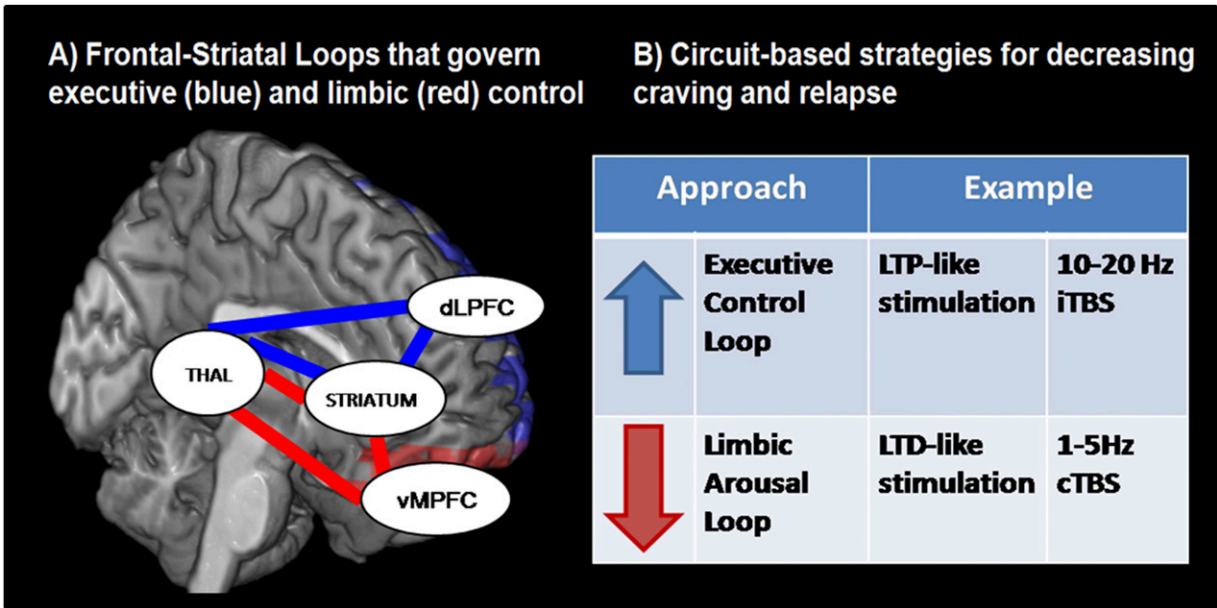 A) Frontal-Striatal Loops that govern
executive (blue) and limbic (red) control
dLPFC
THAL
STRIATUM
vMPFC
B) Circuit-based strategies for decreasing
craving and relapse
Approach Example
Executive LTP-like 10-20 Hz
Control stimulation iTBS
Loop
Limbic LTD-like 1-5Hz
Arousal stimulation cTBS
Loop